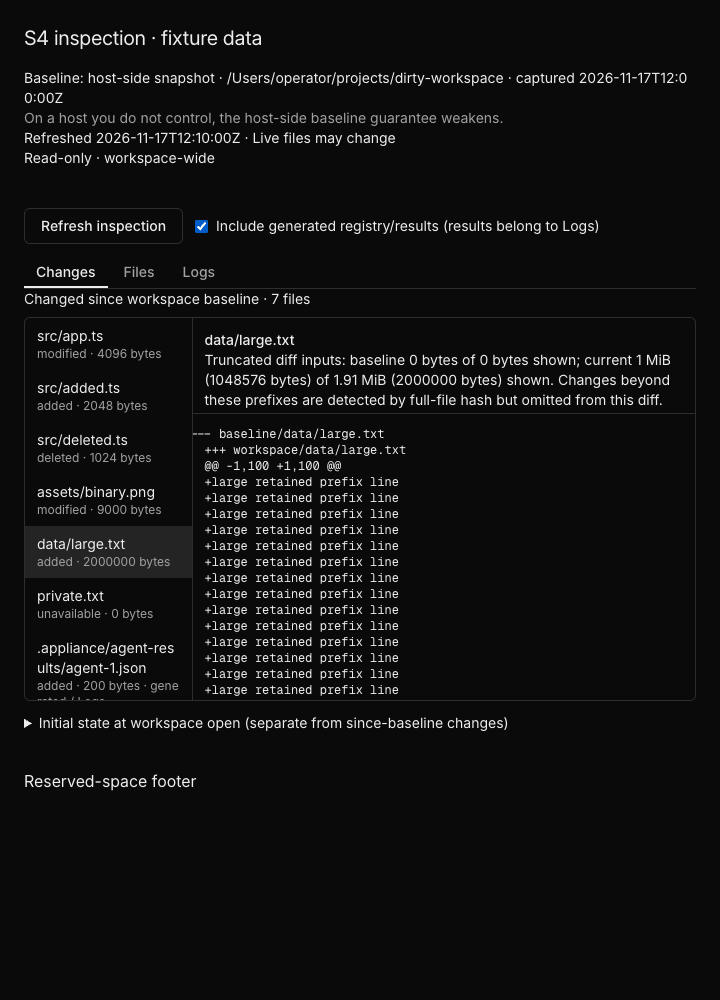 S4 inspection · fixture data
Baseline: host-side snapshot · /Users/operator/projects/dirty-workspace · captured 2026-11-17T12:0
0:00Z
On a host you do not control, the host-side baseline guarantee weakens.
Refreshed 2026-11-17T12:10:00Z · Live files may change
Read-only · workspace-wide
Refresh inspection
Include generated registry/results (results belong to Logs)
Changes Files Logs
Changed since workspace baseline · 7 files
src/app.ts
modified · 4096 bytes
src/added.ts
added · 2048 bytes
src/deleted.ts
deleted · 1024 bytes
assets/binary.png
modified · 9000 bytes
data/large.txt
added · 2000000 bytes
private.txt
unavailable · 0 bytes
.appliance/agent-res
ults/agent-1.json
added · 200 bytes · gene
data/large.txt
Truncated diff inputs: baseline 0 bytes of 0 bytes shown; current 1 MiB
(1048576 bytes) of 1.91 MiB (2000000 bytes) shown. Changes beyond
these prefixes are detected by full-file hash but omitted from this diff.
--- baseline/data/large.txt
+++ workspace/data/large.txt
@@ -1,100 +1,100 @@
+large retained prefix line
+large retained prefix line
+large retained prefix line
+large retained prefix line
+large retained prefix line
+large retained prefix line
+large retained prefix line
+large retained prefix line
+large retained prefix line
+large retained prefix line
+large retained prefix line
+large retained prefix line
+large retained prefix line
+large retained prefix line
Initial state at workspace open (separate from since-baseline changes)
Reserved-space footer